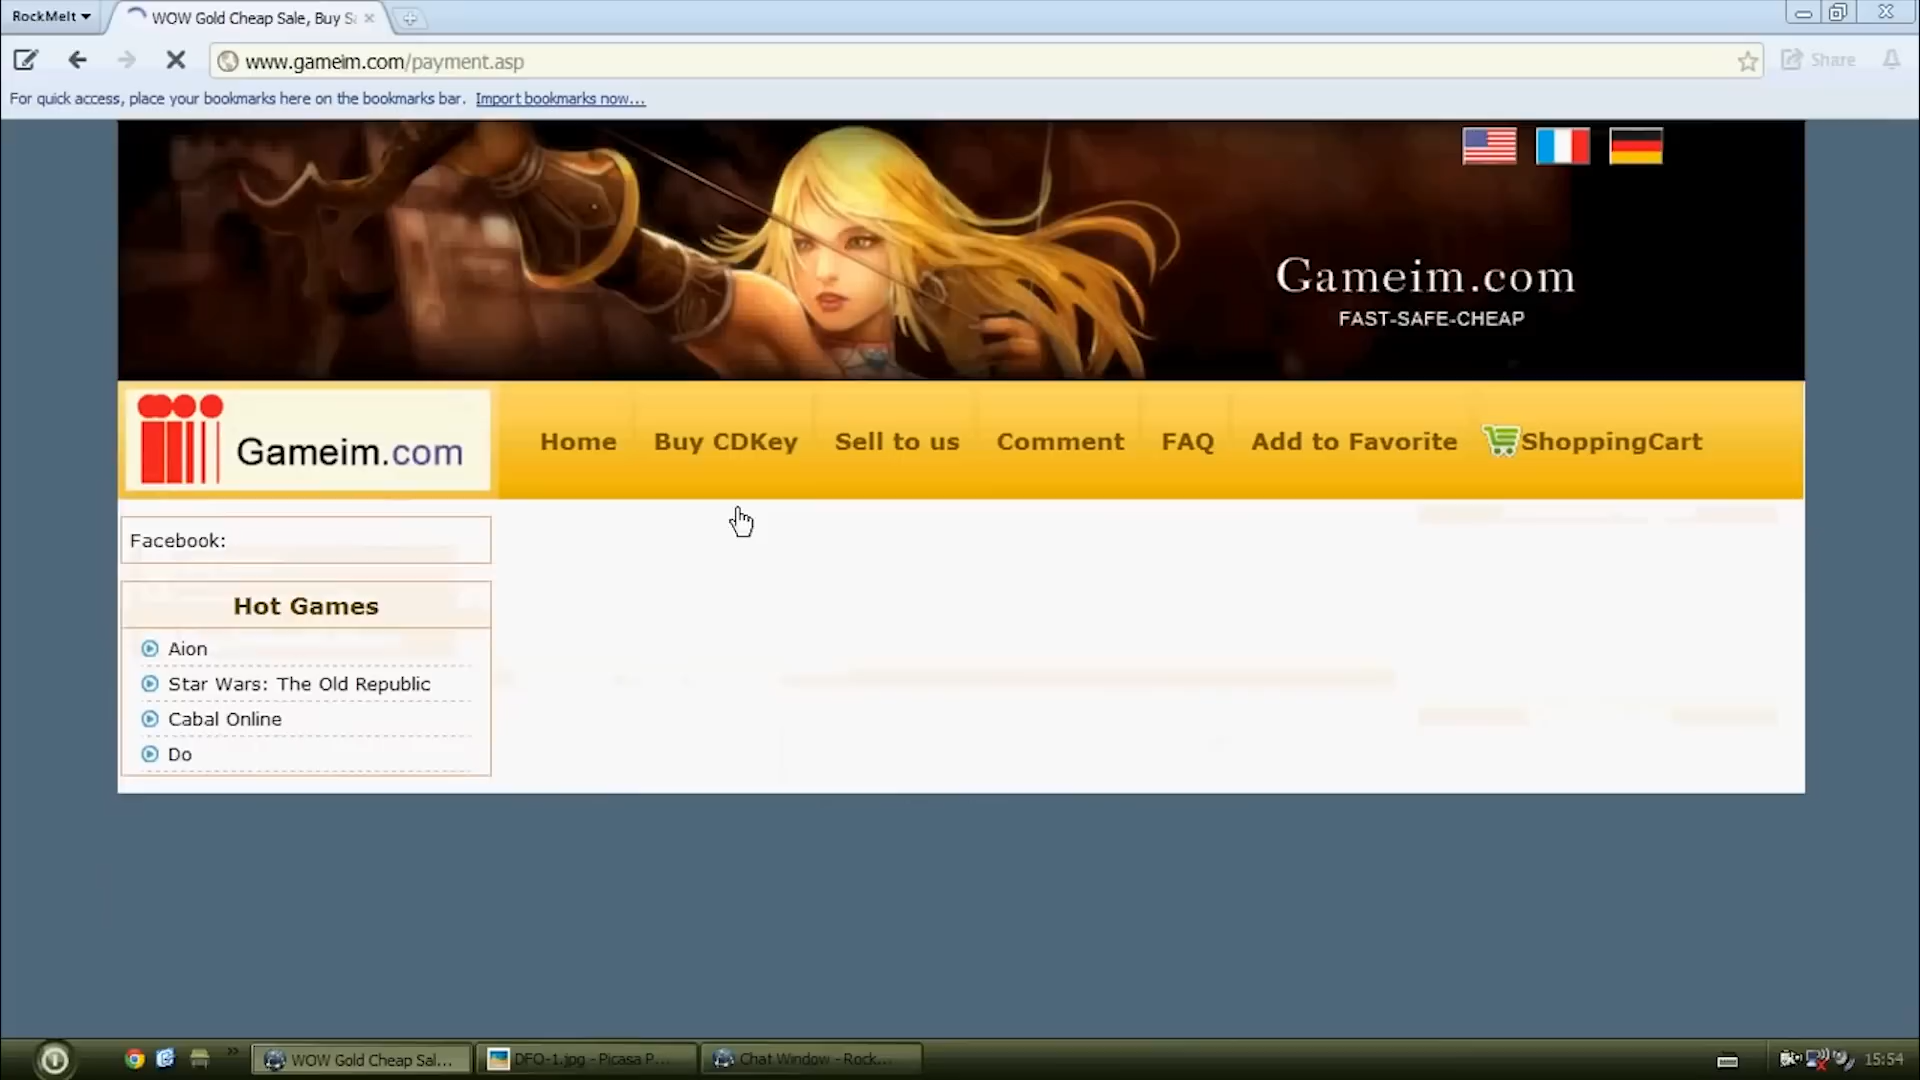 RockMelt
WOW Gold Cheap Sale, Buy Sa
www.gameim.com/payment.asp
Share
For quick access, place your bookmarks here on the bookmarks bar. Import bookmarks now...
Gameim.com
FAST-SAFE-CHEAP
Gameim.com
Home
Buy CDKey
Sell to us
Comment
FAQ
Add to Favorite
ShoppingCart
Facebook:
Hot Games
Aion
Star Wars: The Old Republic
Cabal Online
Do
WOW Gold Cheap Sal...
DFO-1.jpg - Picasa P...
Chat Window - Rock...
15:54